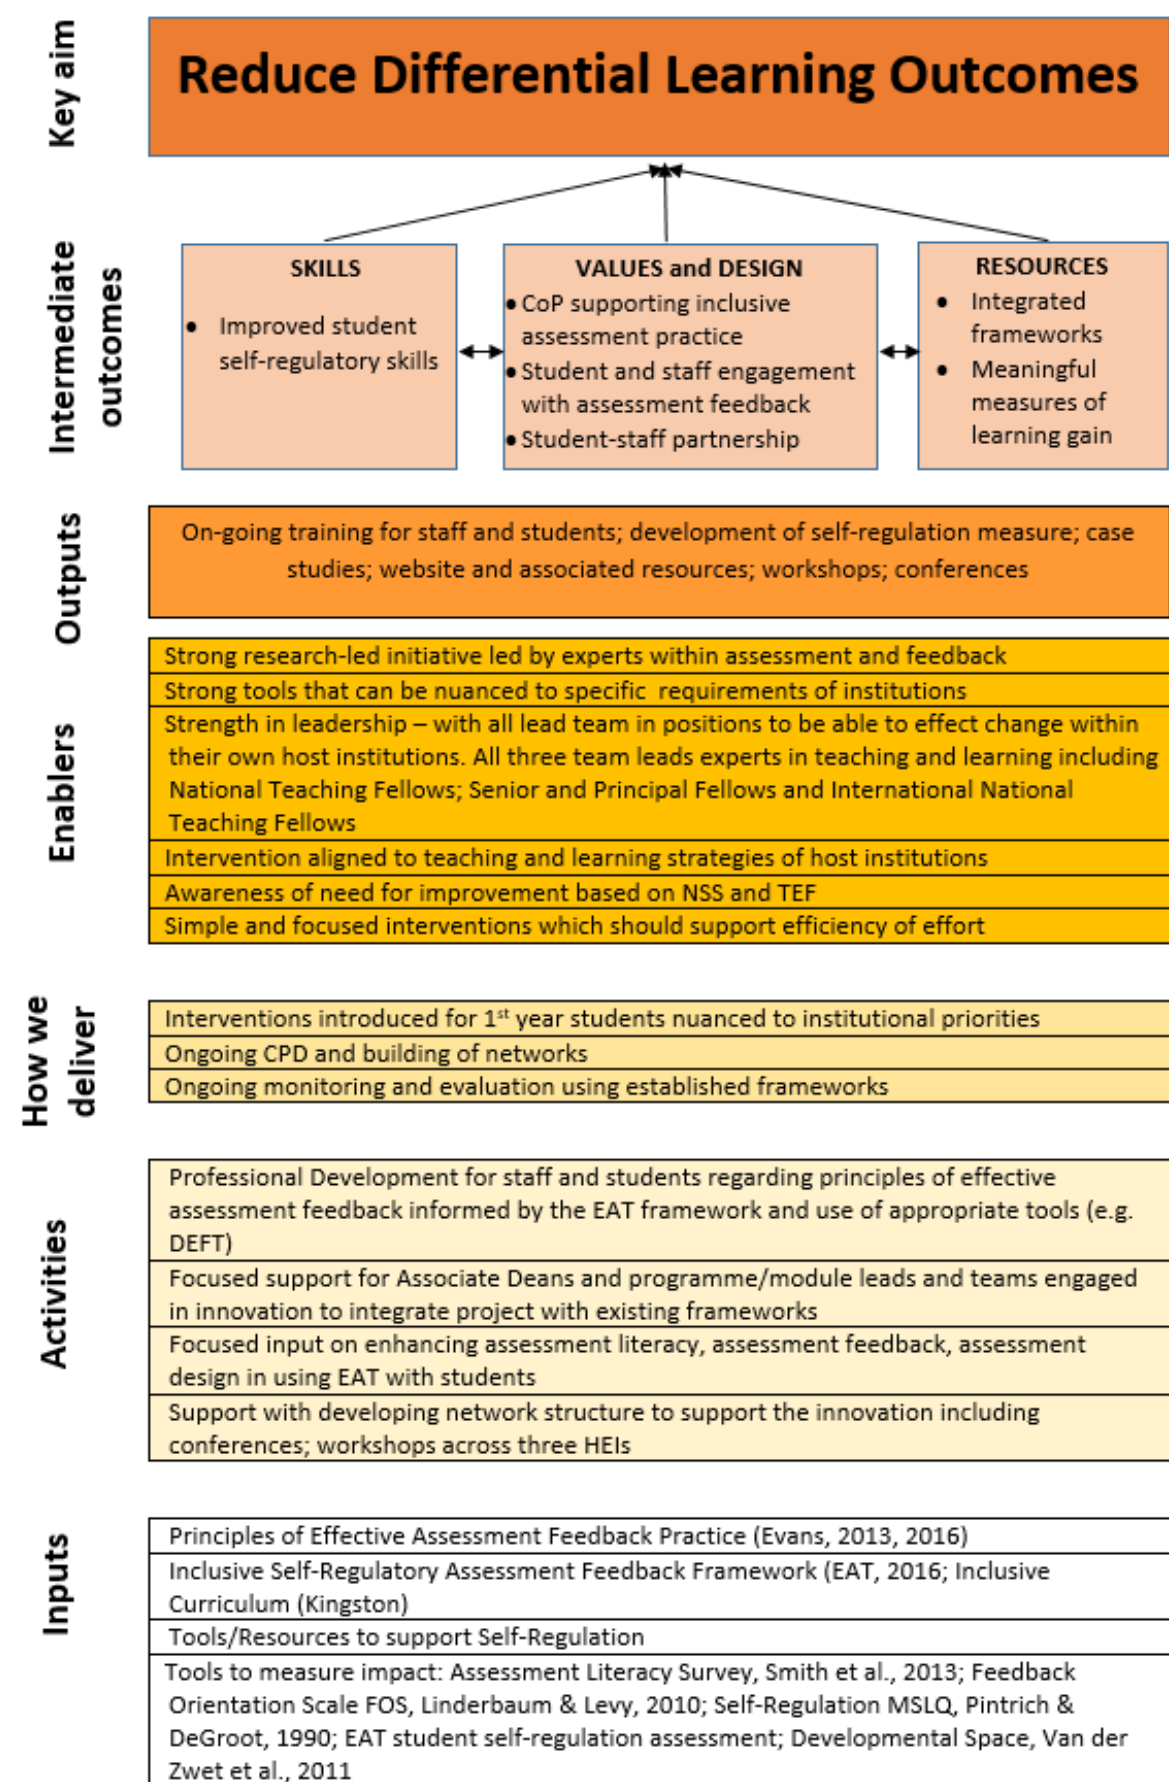 Key aim
Reduce Differential Learning Outcomes
Intermediate
outcomes
SKILLS
• Improved student
self-regulatory skills
VALUES and DESIGN
• CoP supporting inclusive
assessment practice
• Student and staff engagement
with assessment feedback
• Student-staff partnership
RESOURCES
• Integrated
frameworks
• Meaningful
measures of
learning gain
Outputs
On-going training for staff and students; development of self-regulation measure; case
studies; website and associated resources; workshops; conferences
Enablers
Strong research-led initiative led by experts within assessment and feedback
Strong tools that can be nuanced to specific requirements of institutions
Strength in leadership – with all lead team in positions to be able to effect change within
their own host institutions. All three team leads experts in teaching and learning including
National Teaching Fellows; Senior and Principal Fellows and International National
Teaching Fellows
Intervention aligned to teaching and learning strategies of host institutions
Awareness of need for improvement based on NSS and TEF
Simple and focused interventions which should support efficiency of effort
How we
deliver
Interventions introduced for 1st year students nuanced to institutional priorities
Ongoing CPD and building of networks
Ongoing monitoring and evaluation using established frameworks
Activities
Professional Development for staff and students regarding principles of effective
assessment feedback informed by the EAT framework and use of appropriate tools (e.g.
DEFT)
Focused support for Associate Deans and programme/module leads and teams engaged
in innovation to integrate project with existing frameworks
Focused input on enhancing assessment literacy, assessment feedback, assessment
design in using EAT with students
Support with developing network structure to support the innovation including
conferences; workshops across three HEIs
Inputs
Principles of Effective Assessment Feedback Practice (Evans, 2013, 2016)
Inclusive Self-Regulatory Assessment Feedback Framework (EAT, 2016; Inclusive
Curriculum (Kingston)
Tools/Resources to support Self-Regulation
Tools to measure impact: Assessment Literacy Survey, Smith et al., 2013; Feedback
Orientation Scale FOS, Linderbaum & Levy, 2010; Self-Regulation MSLQ, Pintrich &
DeGroot, 1990; EAT student self-regulation assessment; Developmental Space, Van der
Zwet et al., 2011